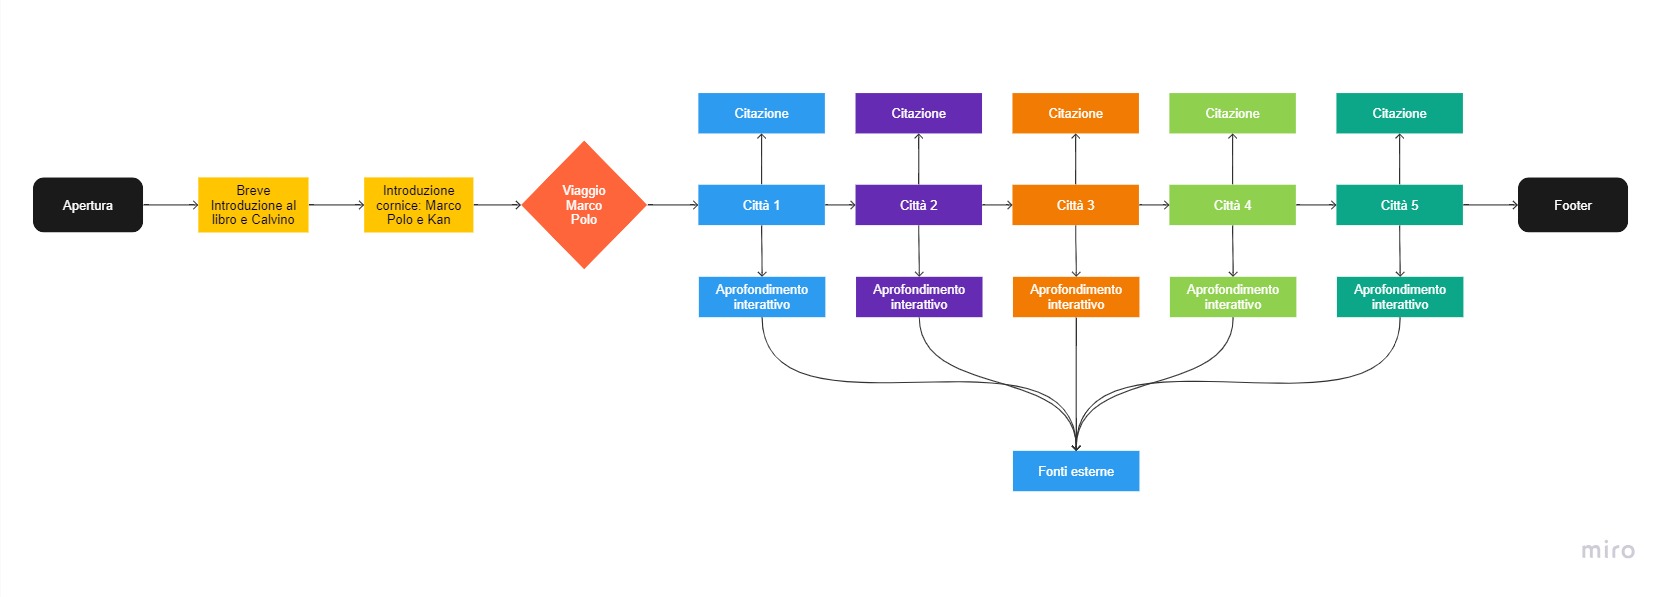 Citazione
Citazione
Citazione
Citazione
Citazione
Apertura
Breve
Introduzione al
libro e Calvino
Introduzione
cornice: Marco
Polo e Kan
Viaggio
Marco
Polo
Città 1
Città 2
Città 3
Città 4
Città 5
Footer
Aprofondimento
interattivo
Aprofondimento
interattivo
Aprofondimento
interattivo
Aprofondimento
interattivo
Aprofondimento
interattivo
Fonti esterne
miro